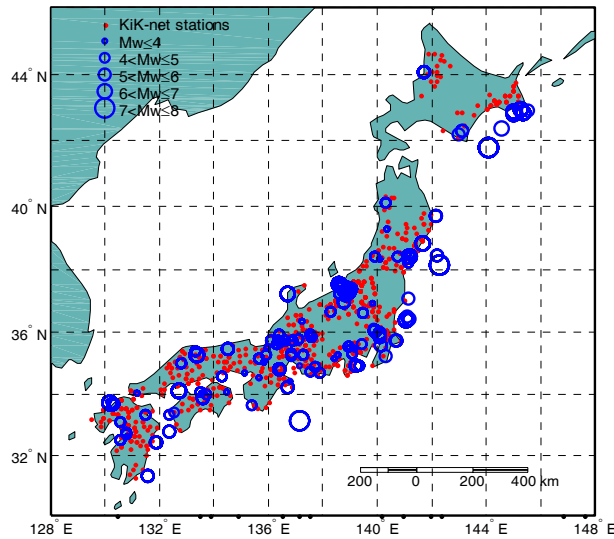 KiK-net stations
Mw≤4
4<Mw≤5
5<Mw≤6
6<Mw≤7
7<Mw≤8
44° N
40° N
36° N
32° N
200 0 200 400 km
128° E 132° E 136° E 140° E 144° E 148° E